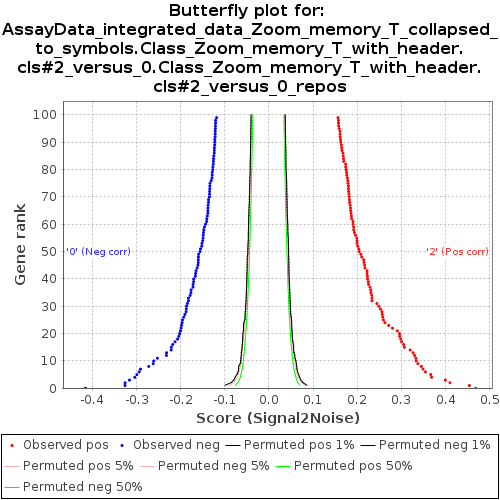 Butterfly plot for:
AssayData_integrated_data_Zoom_memory_T_collapsed_
to_symbols.Class_Zoom_memory_T_with_header.
cls#2_versus_0.Class_Zoom_memory_T_with_header.
cls#2_versus_0_repos
Gene rank
100
90
80
70
60
50
40
30
20
10
0
'0' (Neg corr)
'2' (Pos corr)
-0.4 -0.3 -0.2 -0.1 0.0 0.1 0.2 0.3 0.4 0.5
Score (Signal2Noise)
Observed pos Observed neg Permuted pos 1% Permuted neg 1%
Permuted pos 5% Permuted neg 5% Permuted pos 50%
Permuted neg 50%